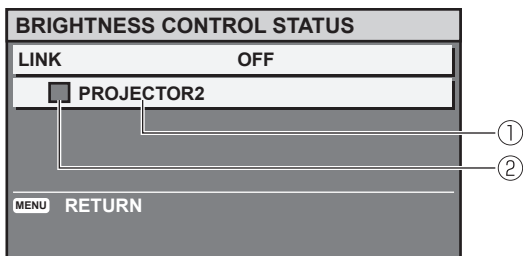 BRIGHTNESS CONTROL STATUS
LINK OFF
PROJECTOR2
①
②
MENU RETURN